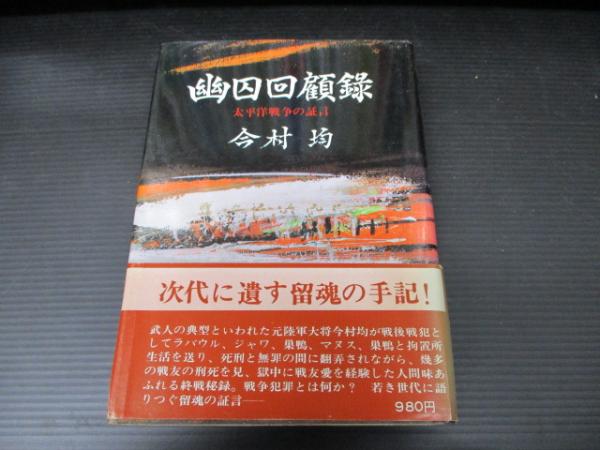 幽囚回顧録
太平洋戦争の証言
今村 均
次代に遺す留魂の手記!
武人の典型といわれた元陸軍大将今村均が戦後戦犯と
してラバウル、ジャワ、巣鴨、マヌス、巣鴨と拘置所
生活を送り、死刑と無罪の間に翻弄されながら、幾多
の戦友の刑死を見、獄中に戦友愛を経験した人間味あ
ふれる終戦秘録。戦争犯罪とは何か? 若き世代に語
りつぐ留魂の証言——
980円